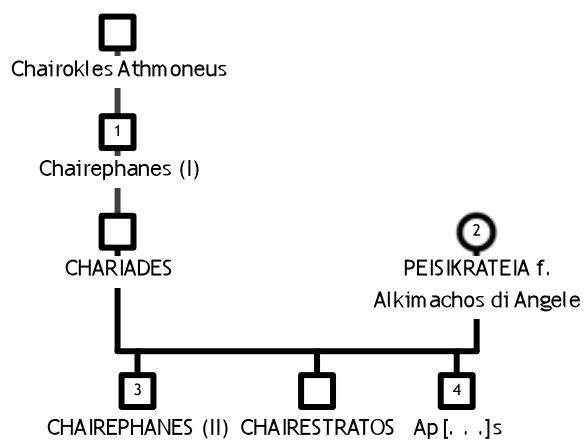 Chairokles Athmoneus
1
Chairephanes (I)
2
CHARIADES
PEISIKRATEIA f.
Alkimachos di Angele
3
4
CHAIREPHANES (II)
CHAIRESTRATOS
Ap[. . .]s